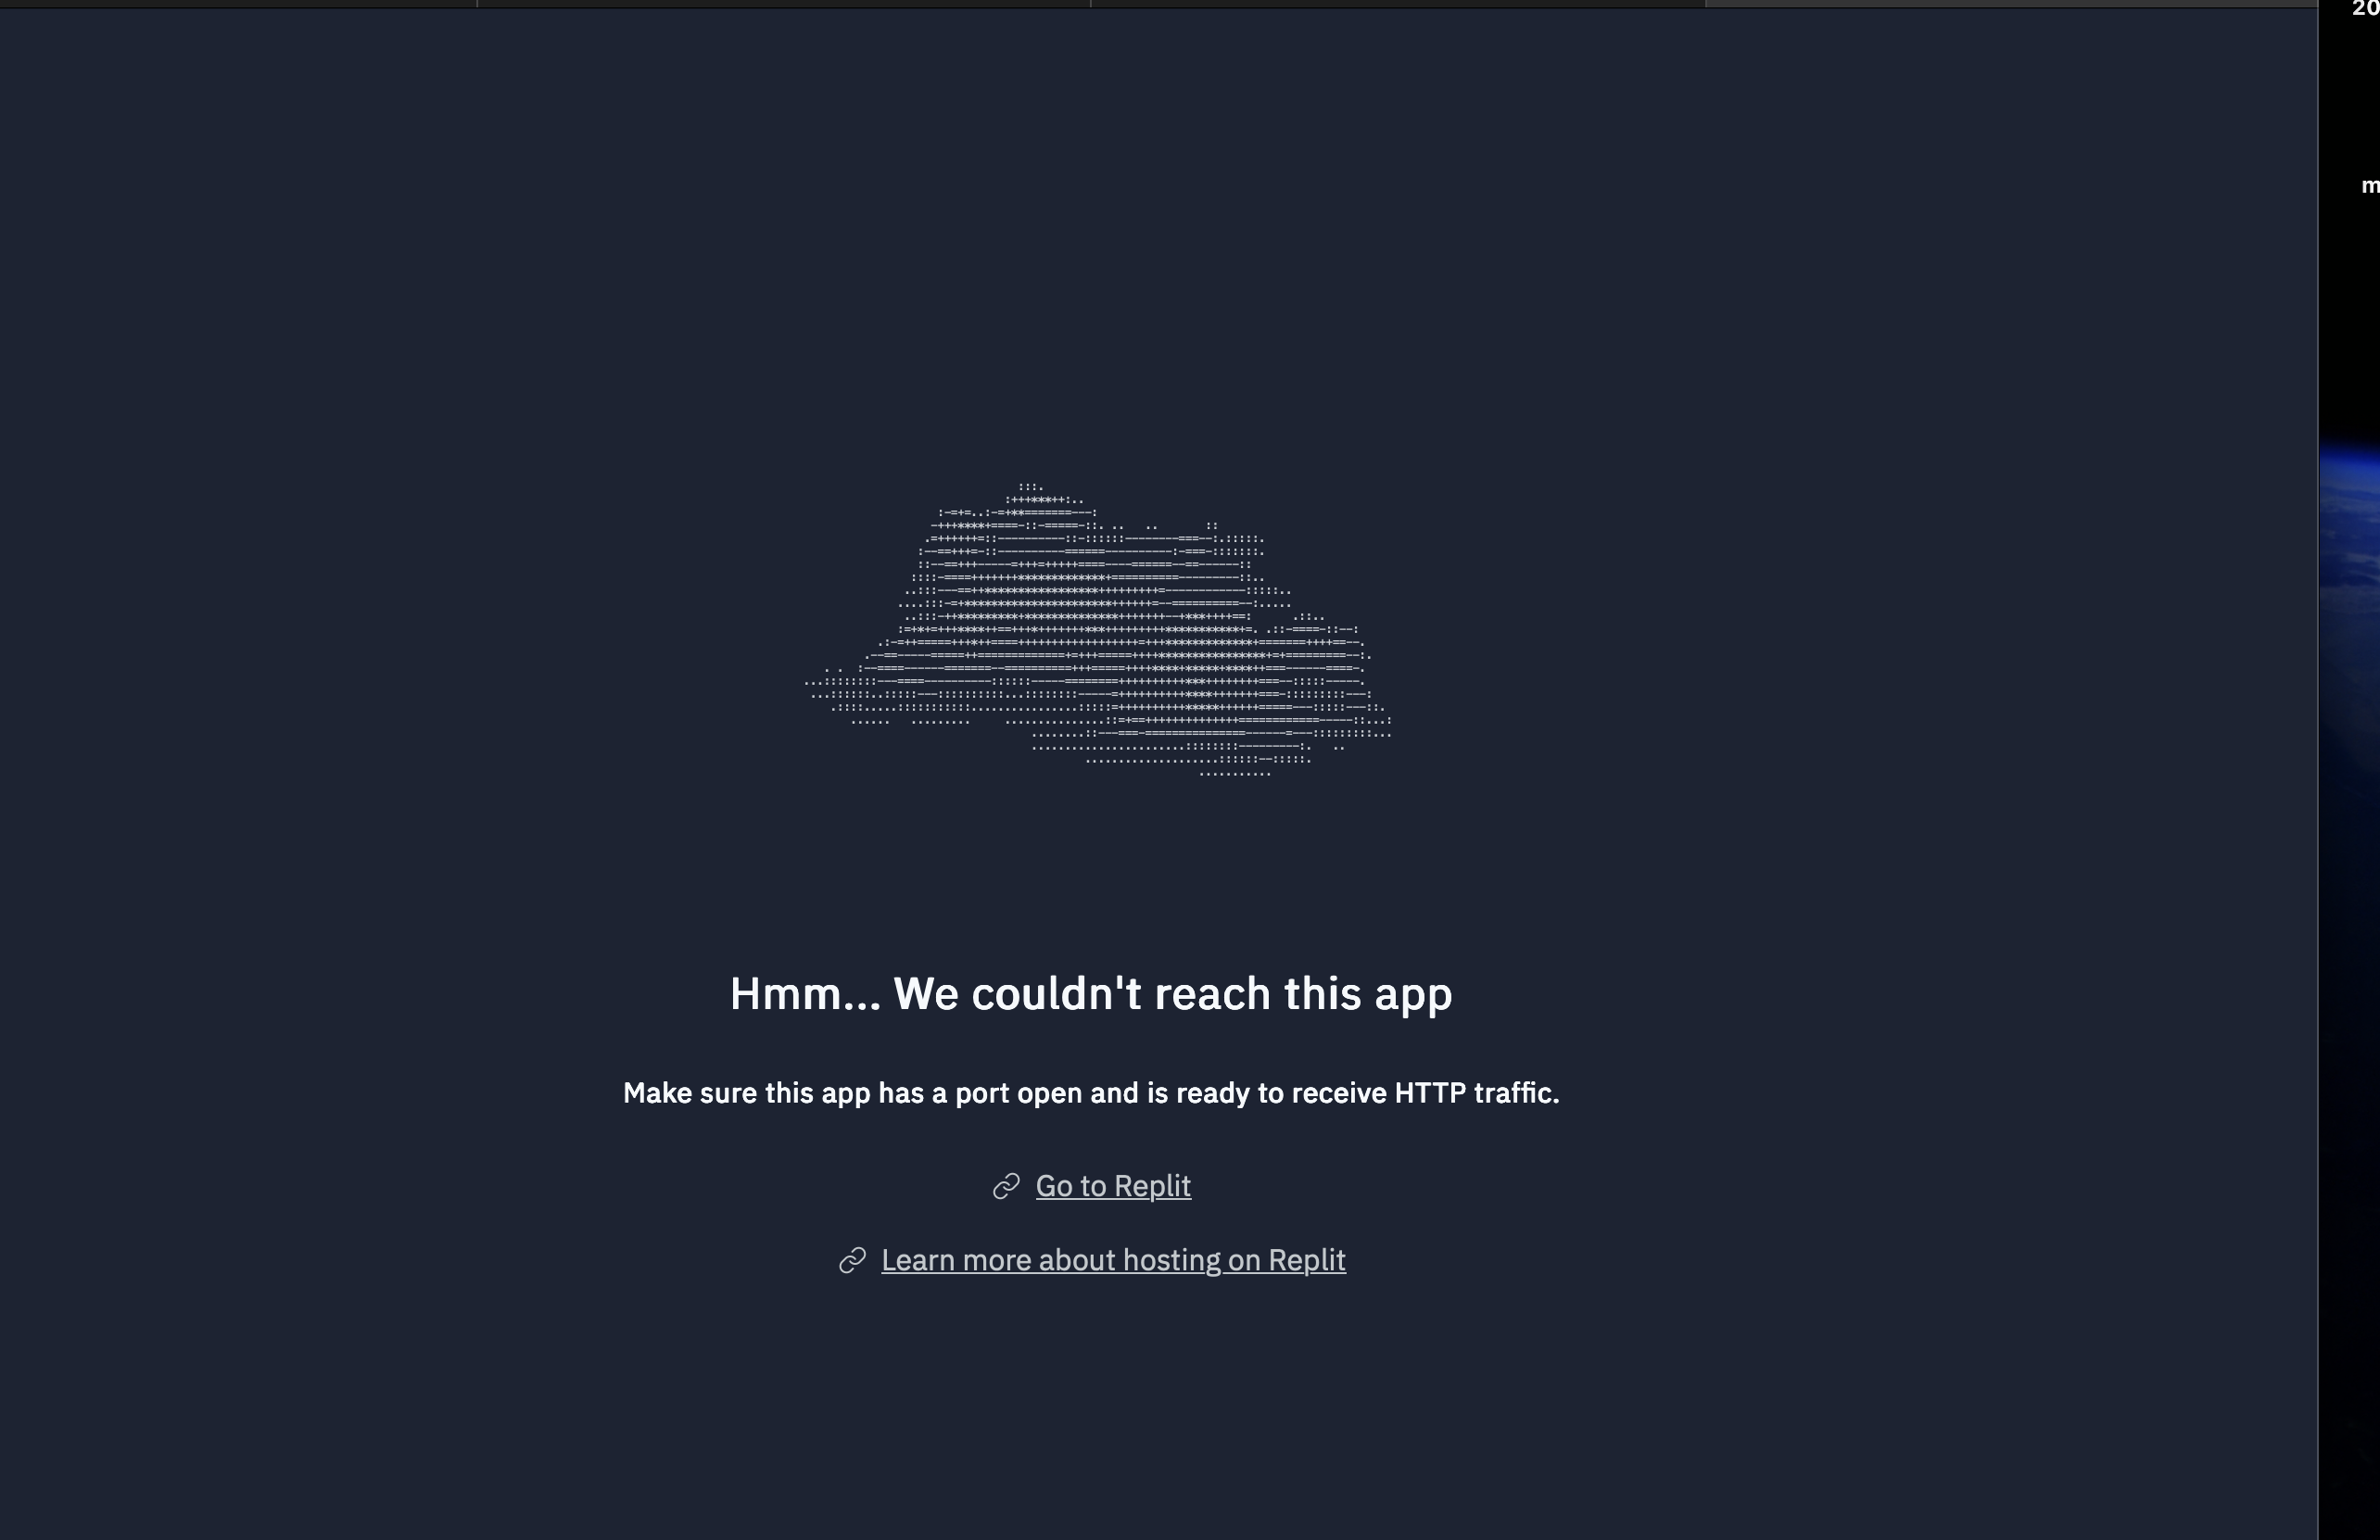 20
m
Hmm... We couldn't reach this app
Make sure this app has a port open and is ready to receive HTTP traffic.
Go to Replit
Learn more about hosting on Replit